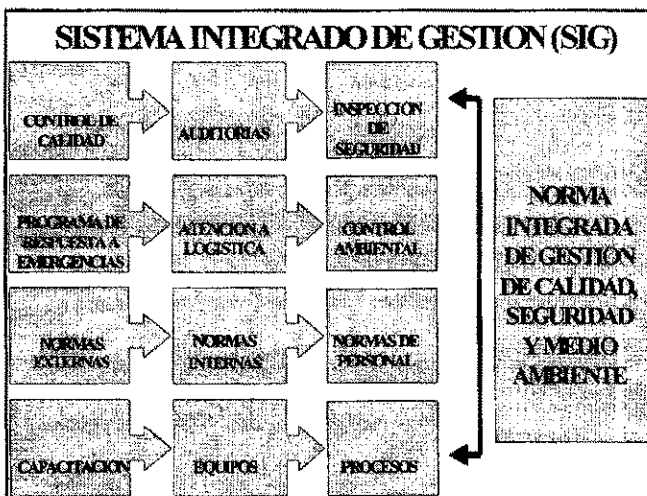 SISTEMA INTEGRADO DE GESTION (SIG)
CONTROL DE
CALIDAD
AUDITORIAS
INSPECCION
DE
SEGURIDAD
PROGRAMA DE
RESPUESTA A
EMERGENCIAS
ATENCION A
LOGISTICA
CONTROL
AMBIENTAL
NORMAS
EXTERNAS
NORMAS
INTERNAS
NORMAS DE
PERSONAL
CAPACITACION
EQUIPOS
PROCESOS
NORMA
INTEGRADA
DE GESTION
DE CALIDAD,
SEGURIDAD
Y MEDIO
AMBIENTE